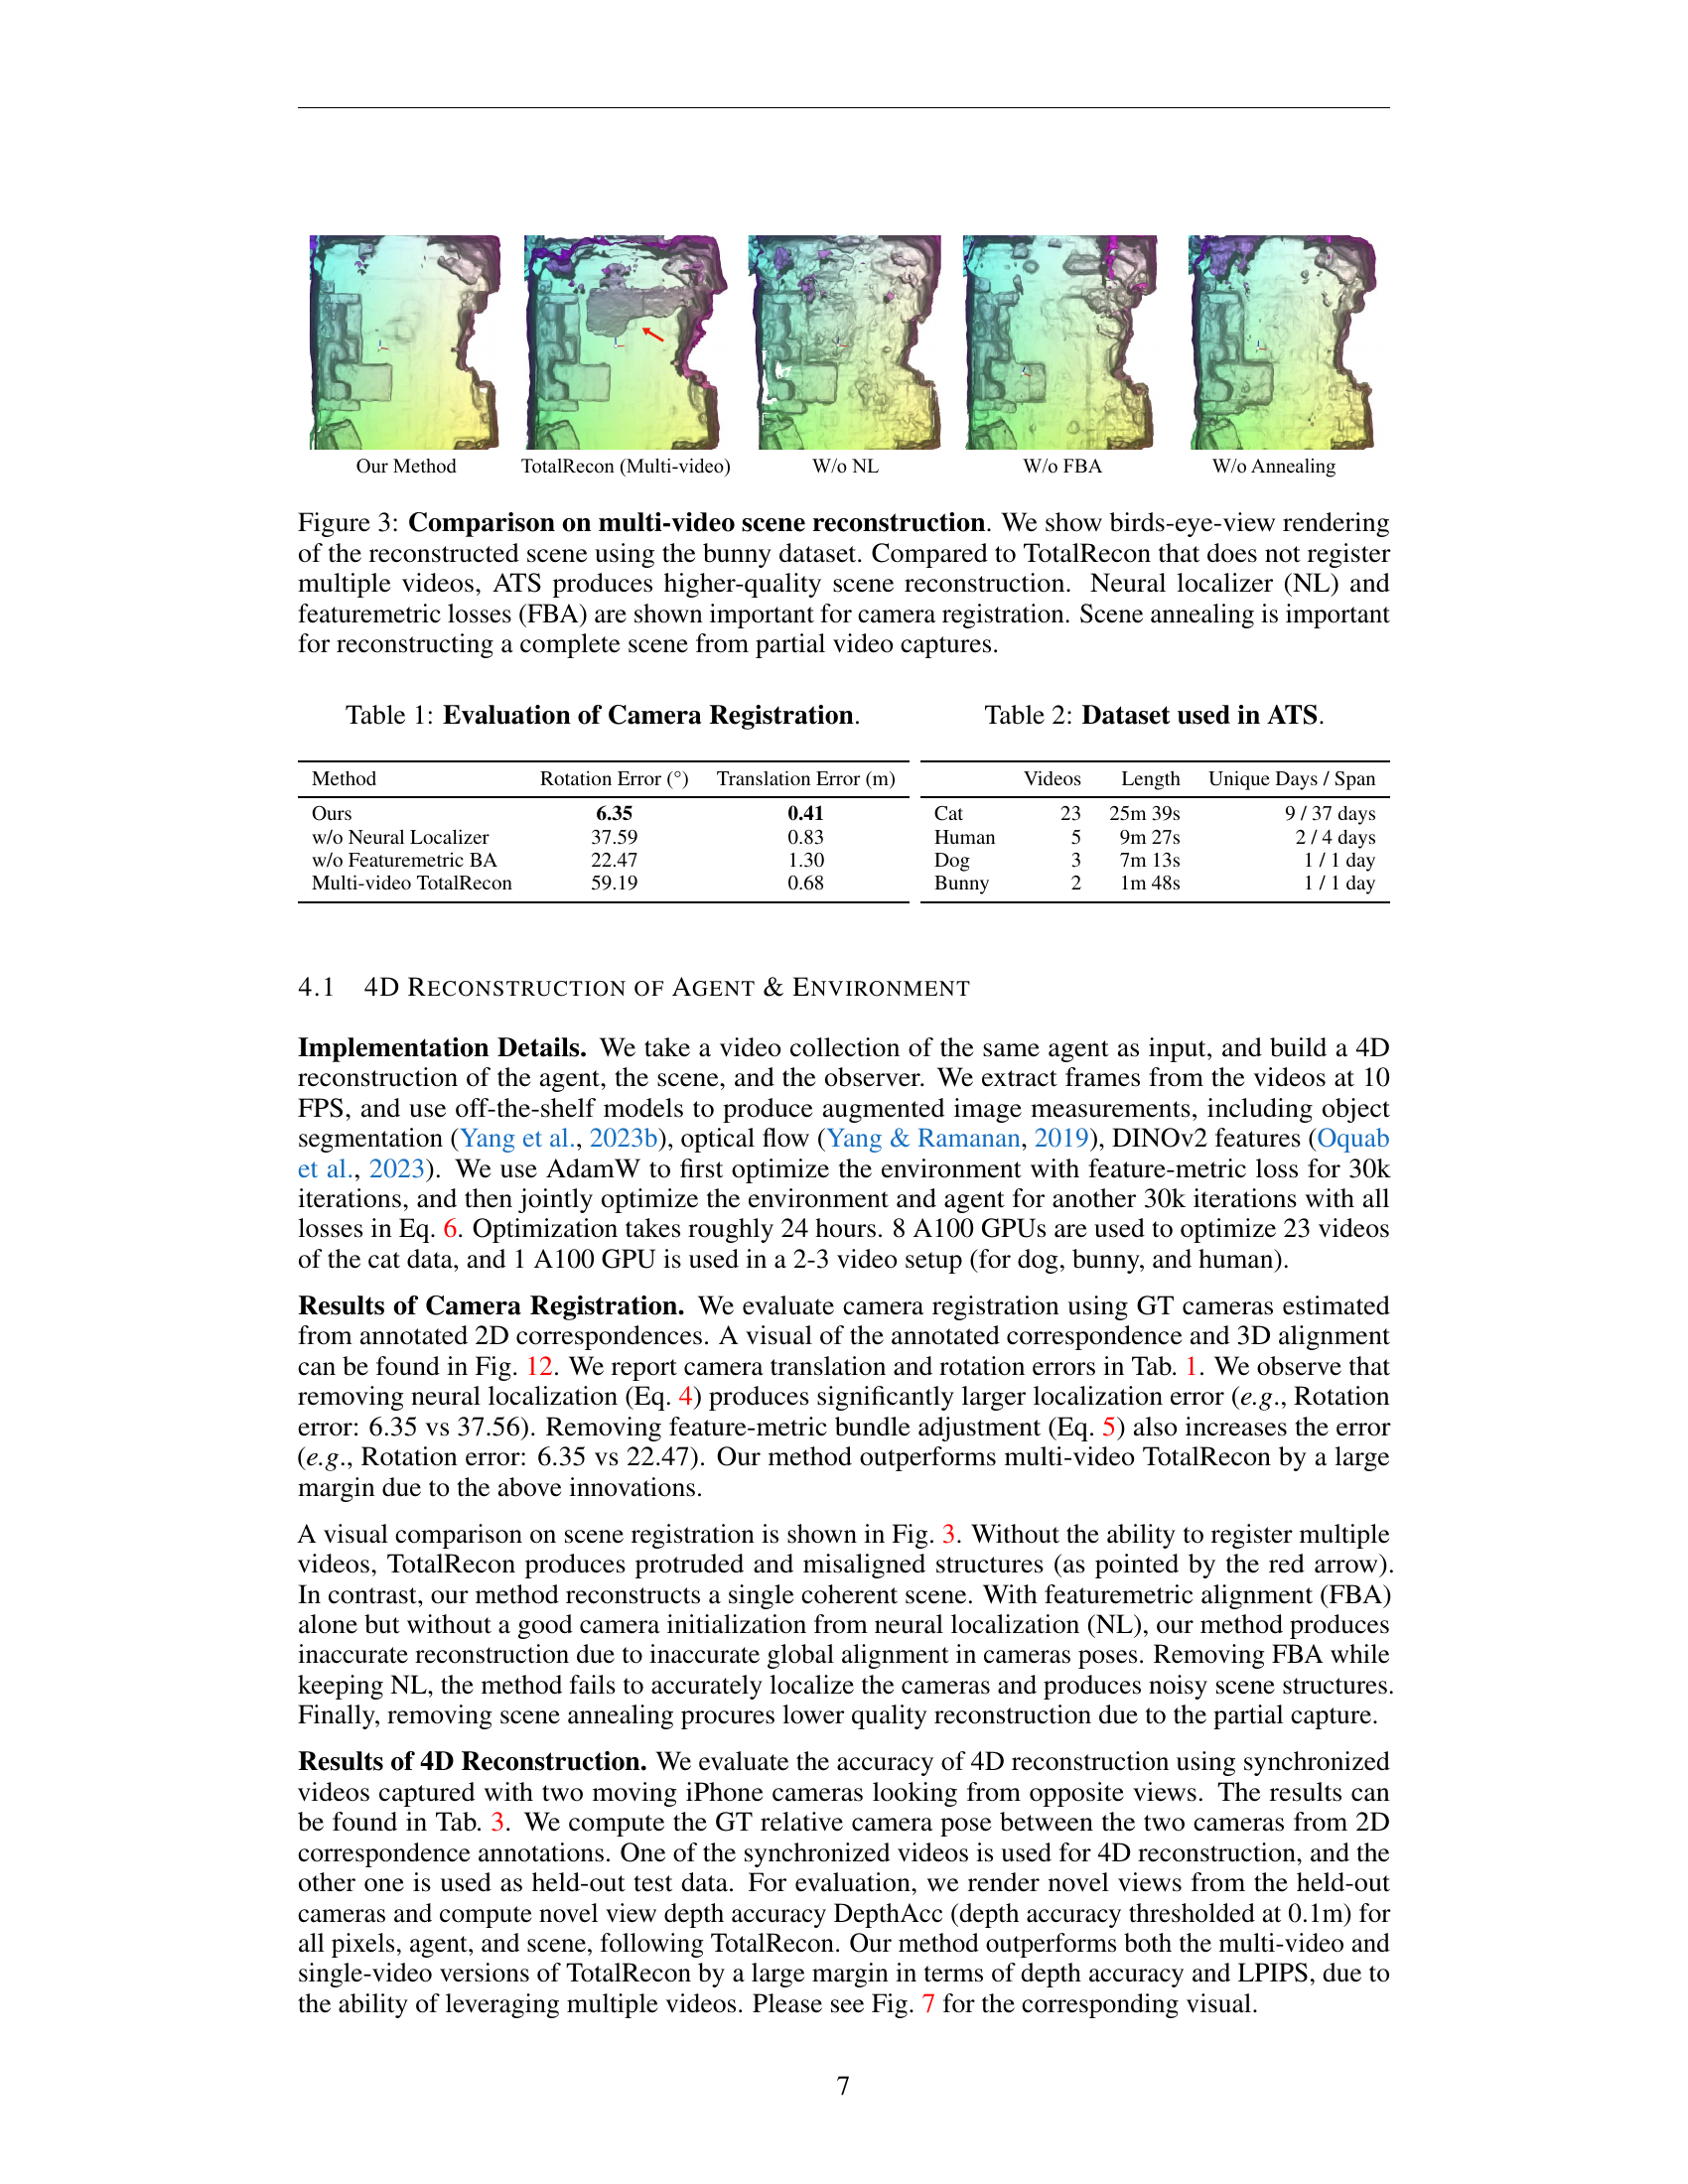 Our Method
TotalRecon (Multi-video)
W/o NL
W/o FBA
W/o Annealing
Figure 3: Comparison on multi-video scene reconstruction. We show birds-eye-view rendering
of the reconstructed scene using the bunny dataset. Compared to TotalRecon that does not register
multiple videos, ATS produces higher-quality scene reconstruction. Neural localizer (NL) and
featuremetric losses (FBA) are shown important for camera registration. Scene annealing is important
for reconstructing a complete scene from partial video captures.
Table 1: Evaluation of Camera Registration.
Method Rotation Error (°) Translation Error (m)
Ours 6.35 0.41
w/o Neural Localizer 37.59 0.83
w/o Featuremetric BA 22.47 1.30
Multi-video TotalRecon 59.19 0.68
Table 2: Dataset used in ATS.
Videos Length Unique Days / Span
Cat 23 25m 39s 9 / 37 days
Human 5 9m 27s 2 / 4 days
Dog 3 7m 13s 1 / 1 day
Bunny 2 1m 48s 1 / 1 day
4.1 4D RECONSTRUCTION OF AGENT & ENVIRONMENT
Implementation Details. We take a video collection of the same agent as input, and build a 4D
reconstruction of the agent, the scene, and the observer. We extract frames from the videos at 10
FPS, and use off-the-shelf models to produce augmented image measurements, including object
segmentation (Yang et al., 2023b), optical flow (Yang & Ramanan, 2019), DINOv2 features (Oquab
et al., 2023). We use AdamW to first optimize the environment with feature-metric loss for 30k
iterations, and then jointly optimize the environment and agent for another 30k iterations with all
losses in Eq. 6. Optimization takes roughly 24 hours. 8 A100 GPUs are used to optimize 23 videos
of the cat data, and 1 A100 GPU is used in a 2-3 video setup (for dog, bunny, and human).
Results of Camera Registration. We evaluate camera registration using GT cameras estimated
from annotated 2D correspondences. A visual of the annotated correspondence and 3D alignment
can be found in Fig. 12. We report camera translation and rotation errors in Tab. 1. We observe that
removing neural localization (Eq. 4) produces significantly larger localization error (e.g., Rotation
error: 6.35 vs 37.56). Removing feature-metric bundle adjustment (Eq. 5) also increases the error
(e.g., Rotation error: 6.35 vs 22.47). Our method outperforms multi-video TotalRecon by a large
margin due to the above innovations.
A visual comparison on scene registration is shown in Fig. 3. Without the ability to register multiple
videos, TotalRecon produces protruded and misaligned structures (as pointed by the red arrow).
In contrast, our method reconstructs a single coherent scene. With featuremetric alignment (FBA)
alone but without a good camera initialization from neural localization (NL), our method produces
inaccurate reconstruction due to inaccurate global alignment in cameras poses. Removing FBA while
keeping NL, the method fails to accurately localize the cameras and produces noisy scene structures.
Finally, removing scene annealing procures lower quality reconstruction due to the partial capture.
Results of 4D Reconstruction. We evaluate the accuracy of 4D reconstruction using synchronized
videos captured with two moving iPhone cameras looking from opposite views. The results can
be found in Tab. 3. We compute the GT relative camera pose between the two cameras from 2D
correspondence annotations. One of the synchronized videos is used for 4D reconstruction, and the
other one is used as held-out test data. For evaluation, we render novel views from the held-out
cameras and compute novel view depth accuracy DepthAcc (depth accuracy thresholded at 0.1m) for
all pixels, agent, and scene, following TotalRecon. Our method outperforms both the multi-video and
single-video versions of TotalRecon by a large margin in terms of depth accuracy and LPIPS, due to
the ability of leveraging multiple videos. Please see Fig. 7 for the corresponding visual.
7